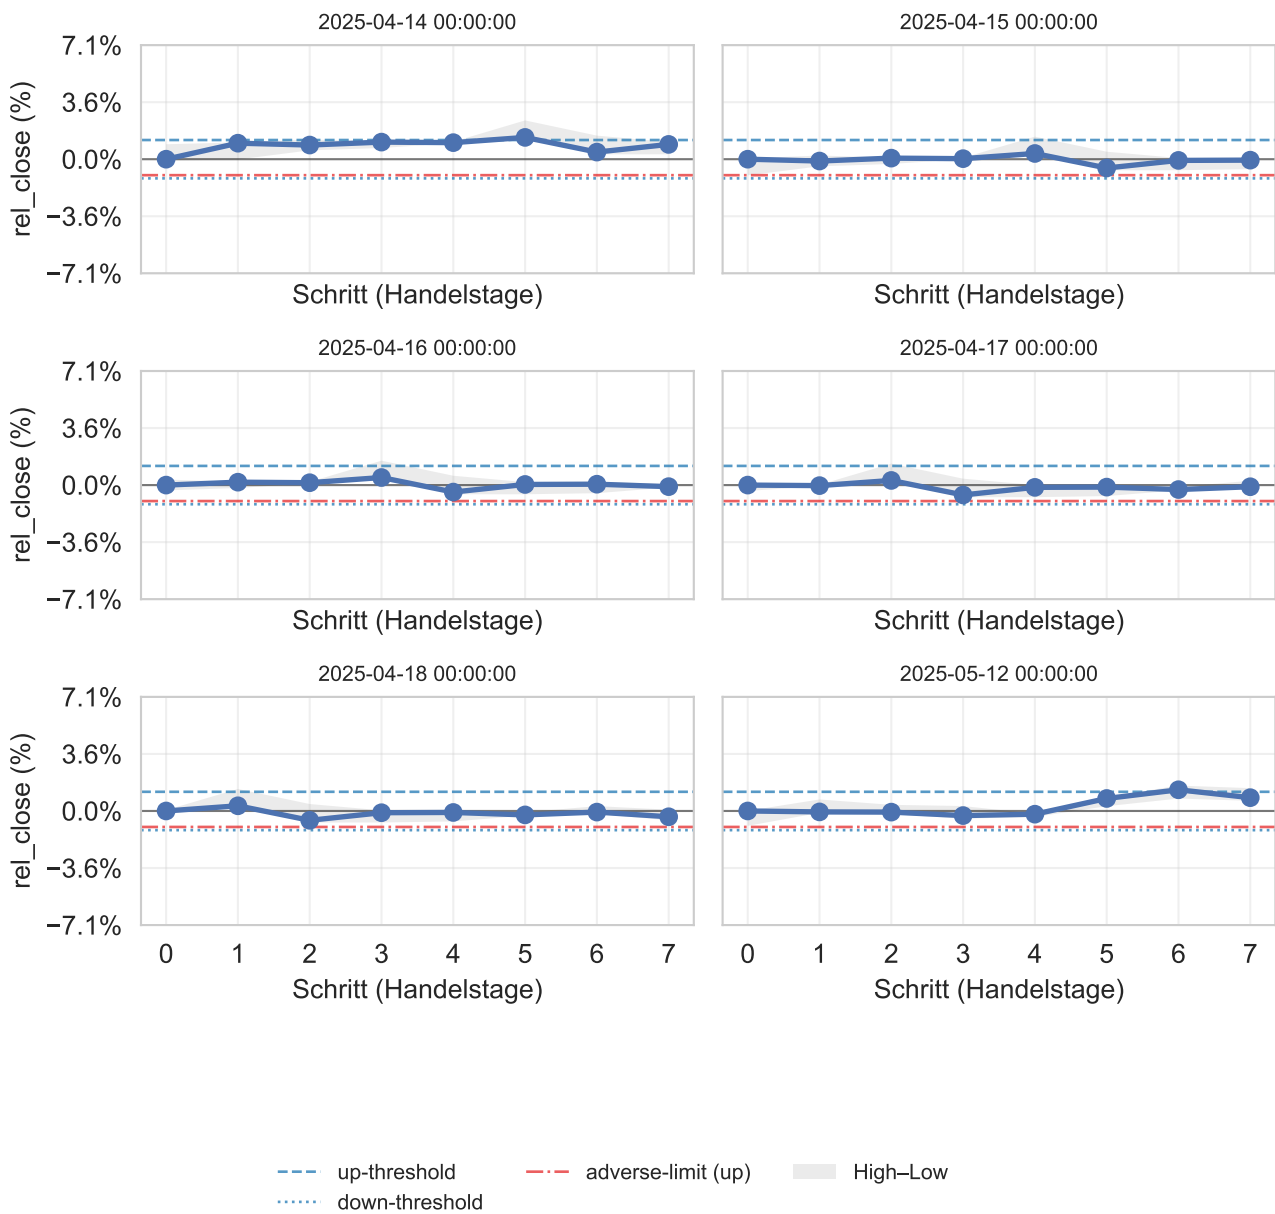 2025-04-14 00:00:00
2025-04-15 00:00:00
7.1%
3.6%
0.0%
−3.6%
−7.1%
rel_close (%)
Schritt (Handelstage)
Schritt (Handelstage)
2025-04-16 00:00:00
2025-04-17 00:00:00
7.1%
3.6%
0.0%
−3.6%
−7.1%
rel_close (%)
Schritt (Handelstage)
Schritt (Handelstage)
2025-04-18 00:00:00
2025-05-12 00:00:00
7.1%
3.6%
0.0%
−3.6%
−7.1%
rel_close (%)
0 1 2 3 4 5 6 7
0 1 2 3 4 5 6 7
Schritt (Handelstage)
Schritt (Handelstage)
up-threshold
down-threshold
adverse-limit (up)
High–Low